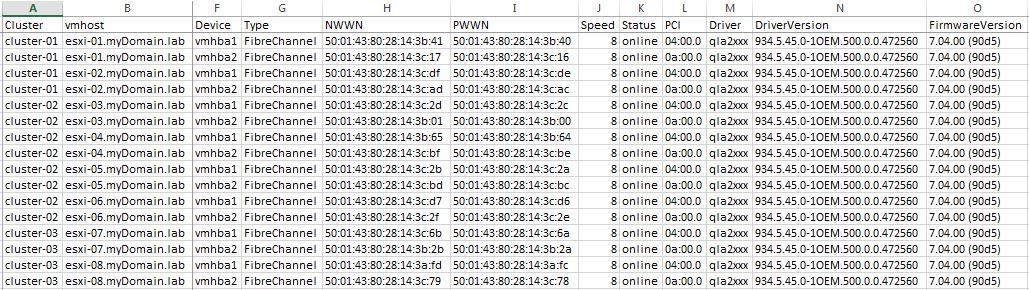 A B F G H I J K L M N O
Cluster vmhost Device Type NWWN PWWN Speed Status PCI Driver DriverVersion FirmwareVersion
cluster-01 esxi-01.myDomain.lab vmhba1 FibreChannel 50:01:43:80:28:14:3b:41 50:01:43:80:28:14:3b:40 8 online 04:00.0 qla2xxx 934.5.45.0-1OEM.500.0.0.472560 7.04.00 (90d5)
cluster-01 esxi-01.myDomain.lab vmhba2 FibreChannel 50:01:43:80:28:14:3c:17 50:01:43:80:28:14:3c:16 8 online 0a:00.0 qla2xxx 934.5.45.0-1OEM.500.0.0.472560 7.04.00 (90d5)
cluster-01 esxi-02.myDomain.lab vmhba1 FibreChannel 50:01:43:80:28:14:3c:df 50:01:43:80:28:14:3c:de 8 online 04:00.0 qla2xxx 934.5.45.0-1OEM.500.0.0.472560 7.04.00 (90d5)
cluster-01 esxi-02.myDomain.lab vmhba2 FibreChannel 50:01:43:80:28:14:3c:ad 50:01:43:80:28:14:3c:ac 8 online 0a:00.0 qla2xxx 934.5.45.0-1OEM.500.0.0.472560 7.04.00 (90d5)
cluster-02 esxi-03.myDomain.lab vmhba1 FibreChannel 50:01:43:80:28:14:3c:2d 50:01:43:80:28:14:3c:2c 8 online 04:00.0 qla2xxx 934.5.45.0-1OEM.500.0.0.472560 7.04.00 (90d5)
cluster-02 esxi-03.myDomain.lab vmhba2 FibreChannel 50:01:43:80:28:14:3b:01 50:01:43:80:28:14:3b:00 8 online 0a:00.0 qla2xxx 934.5.45.0-1OEM.500.0.0.472560 7.04.00 (90d5)
cluster-02 esxi-04.myDomain.lab vmhba1 FibreChannel 50:01:43:80:28:14:3b:65 50:01:43:80:28:14:3b:64 8 online 04:00.0 qla2xxx 934.5.45.0-1OEM.500.0.0.472560 7.04.00 (90d5)
cluster-02 esxi-04.myDomain.lab vmhba2 FibreChannel 50:01:43:80:28:14:3c:bf 50:01:43:80:28:14:3c:be 8 online 0a:00.0 qla2xxx 934.5.45.0-1OEM.500.0.0.472560 7.04.00 (90d5)
cluster-02 esxi-05.myDomain.lab vmhba1 FibreChannel 50:01:43:80:28:14:3c:2b 50:01:43:80:28:14:3c:2a 8 online 04:00.0 qla2xxx 934.5.45.0-1OEM.500.0.0.472560 7.04.00 (90d5)
cluster-02 esxi-05.myDomain.lab vmhba2 FibreChannel 50:01:43:80:28:14:3c:bd 50:01:43:80:28:14:3c:bc 8 online 0a:00.0 qla2xxx 934.5.45.0-1OEM.500.0.0.472560 7.04.00 (90d5)
cluster-02 esxi-06.myDomain.lab vmhba1 FibreChannel 50:01:43:80:28:14:3c:d7 50:01:43:80:28:14:3c:d6 8 online 04:00.0 qla2xxx 934.5.45.0-1OEM.500.0.0.472560 7.04.00 (90d5)
cluster-02 esxi-06.myDomain.lab vmhba2 FibreChannel 50:01:43:80:28:14:3c:2f 50:01:43:80:28:14:3c:2e 8 online 0a:00.0 qla2xxx 934.5.45.0-1OEM.500.0.0.472560 7.04.00 (90d5)
cluster-03 esxi-07.myDomain.lab vmhba1 FibreChannel 50:01:43:80:28:14:3c:6b 50:01:43:80:28:14:3c:6a 8 online 04:00.0 qla2xxx 934.5.45.0-1OEM.500.0.0.472560 7.04.00 (90d5)
cluster-03 esxi-07.myDomain.lab vmhba2 FibreChannel 50:01:43:80:28:14:3b:2b 50:01:43:80:28:14:3b:2a 8 online 0a:00.0 qla2xxx 934.5.45.0-1OEM.500.0.0.472560 7.04.00 (90d5)
cluster-03 esxi-08.myDomain.lab vmhba1 FibreChannel 50:01:43:80:28:14:3a:fd 50:01:43:80:28:14:3a:fc 8 online 04:00.0 qla2xxx 934.5.45.0-1OEM.500.0.0.472560 7.04.00 (90d5)
cluster-03 esxi-08.myDomain.lab vmhba2 FibreChannel 50:01:43:80:28:14:3c:79 50:01:43:80:28:14:3c:78 8 online 0a:00.0 qla2xxx 934.5.45.0-1OEM.500.0.0.472560 7.04.00 (90d5)